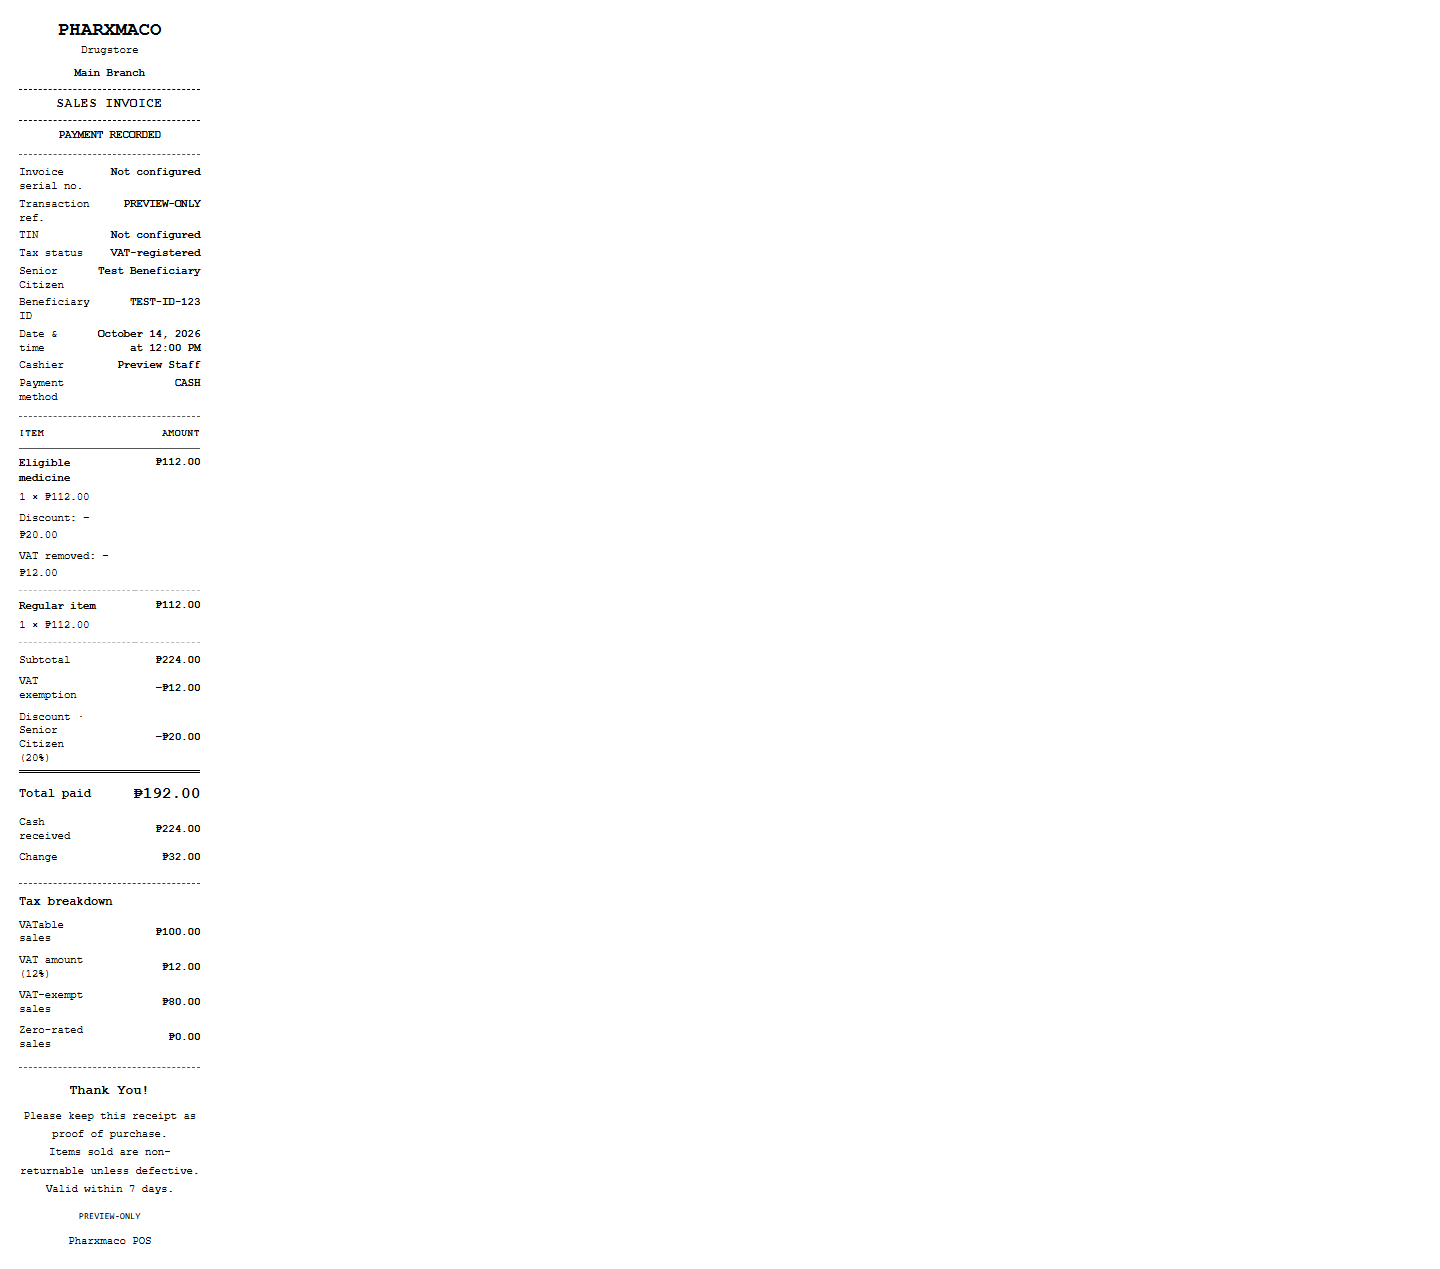 PHARXMACO
Drugstore
Main Branch
SALES INVOICE
PAYMENT RECORDED
Invoice serial no. Not configured
Transaction ref. PREVIEW-ONLY
TIN Not configured
Tax status VAT-registered
Senior Citizen Test Beneficiary
Beneficiary ID TEST-ID-123
Date & time October 14, 2026 at 12:00 PM
Cashier Preview Staff
Payment method CASH
ITEM AMOUNT
Eligible medicine ₱112.00
1 × ₱112.00
Discount: −
₱20.00
VAT removed: −
₱12.00
Regular item ₱112.00
1 × ₱112.00
Subtotal ₱224.00
VAT exemption −₱12.00
Discount · Senior Citizen (20%) −₱20.00
Total paid ₱192.00
Cash received ₱224.00
Change ₱32.00
Tax breakdown
VATable sales ₱100.00
VAT amount (12%) ₱12.00
VAT-exempt sales ₱80.00
Zero-rated sales ₱0.00
Thank You!
Please keep this receipt as
proof of purchase.
Items sold are non-
returnable unless defective.
Valid within 7 days.
PREVIEW-ONLY
Pharxmaco POS